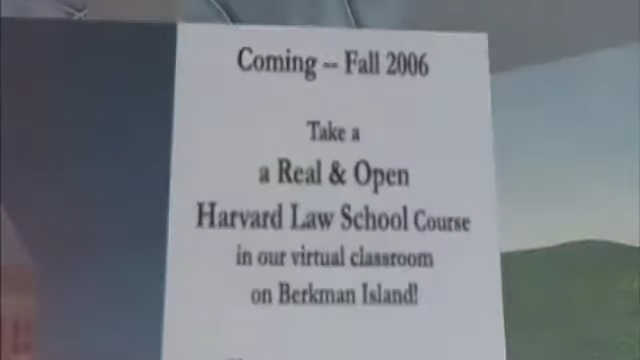 Coming -- Fall 2006
Take a
a Real & Open
Harvard Law School Course
in our virtual classroom
on Berkman Island!